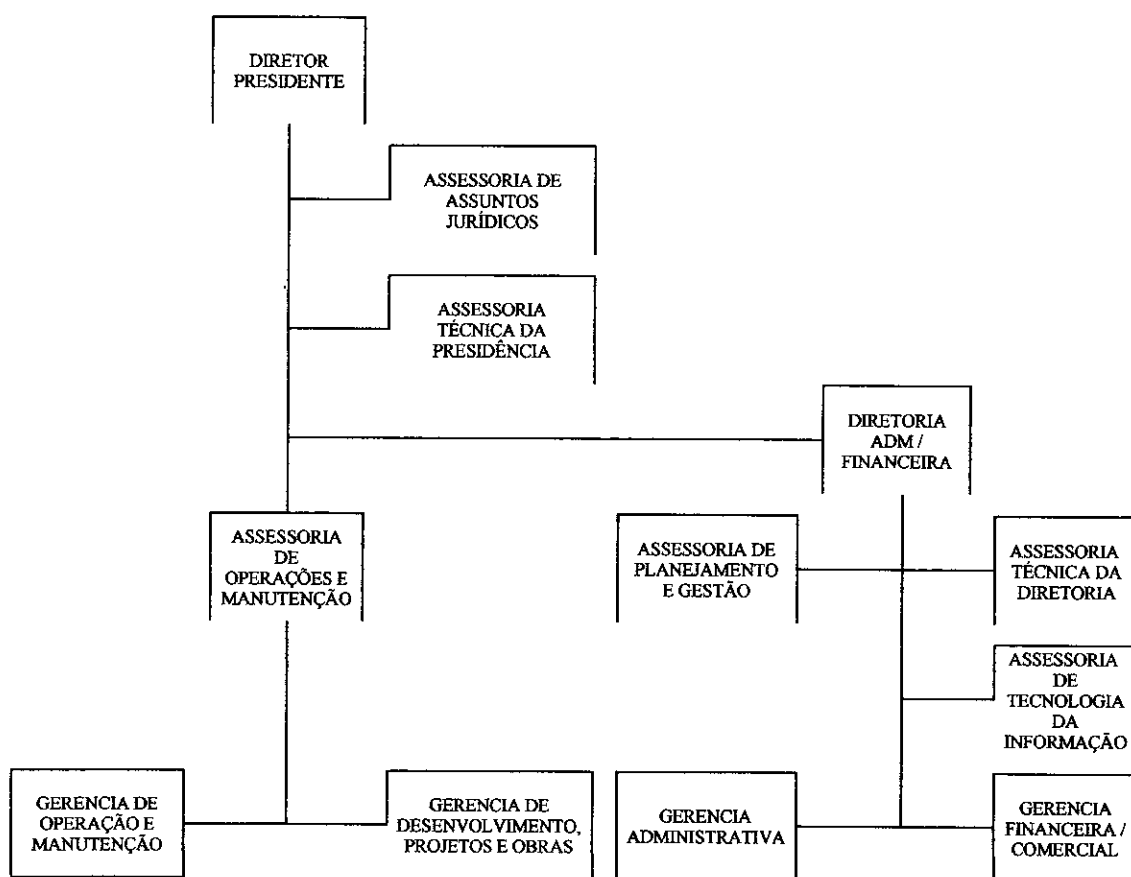 DIRETOR
PRESIDENTE
ASSESSORIA DE
ASSUNTOS
JURÍDICOS
ASSESSORIA
TÉCNICA DA
PRESIDÊNCIA
DIRETORIA
ADM /
FINANCEIRA
ASSESSORIA
DE
OPERAÇÕES E
MANUTENÇÃO
ASSESSORIA DE
PLANEJAMENTO
E GESTÃO
ASSESSORIA
TÉCNICA DA
DIRETORIA
ASSESSORIA
DE
TECNOLOGIA
DA
INFORMAÇÃO
GERENCIA DE
OPERAÇÃO E
MANUTENÇÃO
GERENCIA DE
DESENVOLVIMENTO,
PROJETOS E OBRAS
GERENCIA
ADMINISTRATIVA
GERENCIA
FINANCEIRA /
COMERCIAL